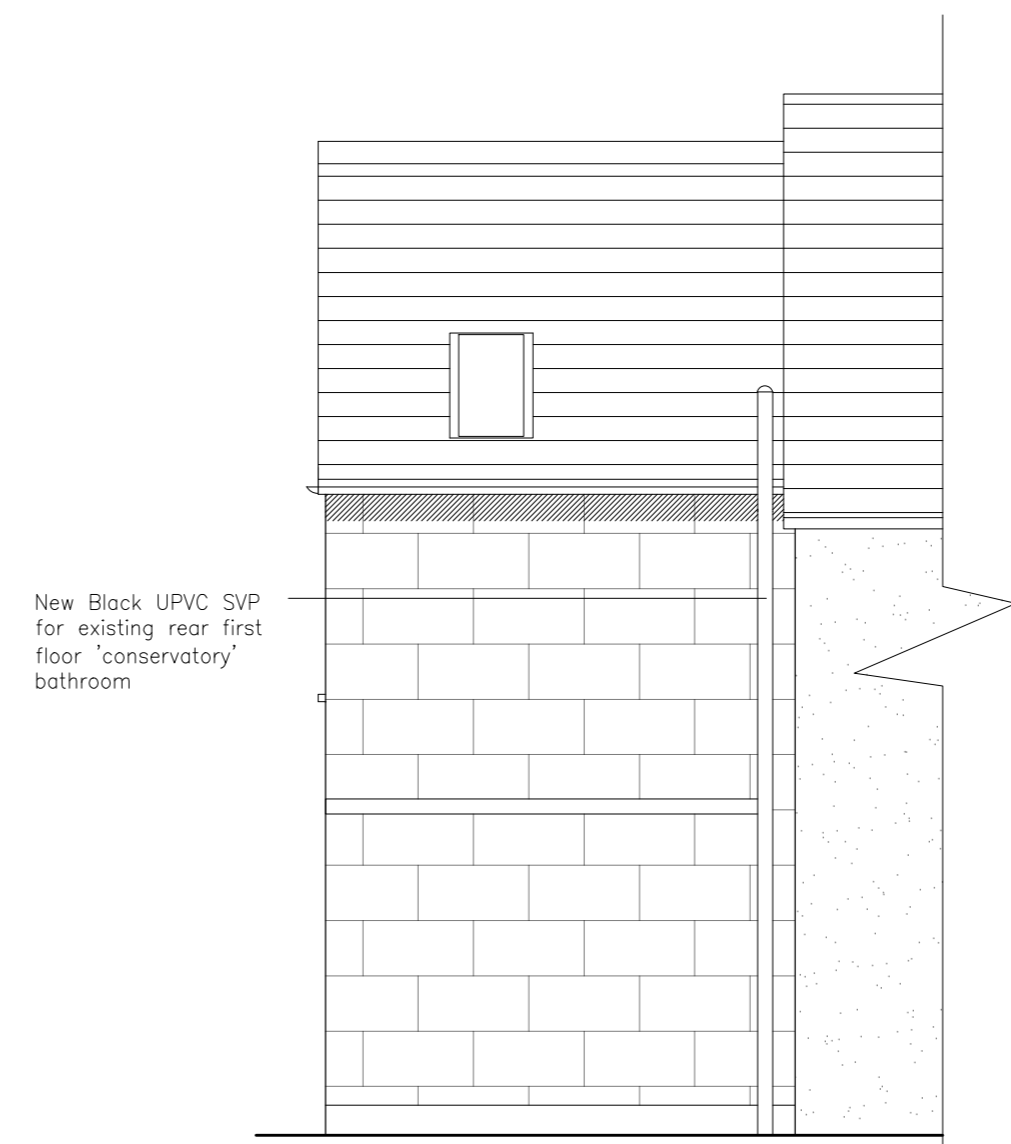 New Black UPVC SVP
for existing rear first
floor 'conservatory'
bathroom